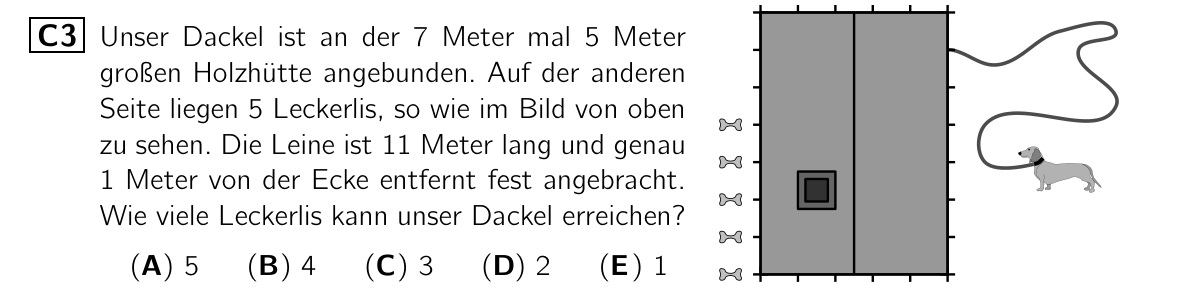 C3 Unser Dackel ist an der 7 Meter mal 5 Meter
großen Holzhütte angebunden. Auf der anderen
Seite liegen 5 Leckerlis, so wie im Bild von oben
zu sehen. Die Leine ist 11 Meter lang und genau
1 Meter von der Ecke entfernt fest angebracht.
Wie viele Leckerlis kann unser Dackel erreichen?
(A) 5 (B) 4 (C) 3 (D) 2 (E) 1